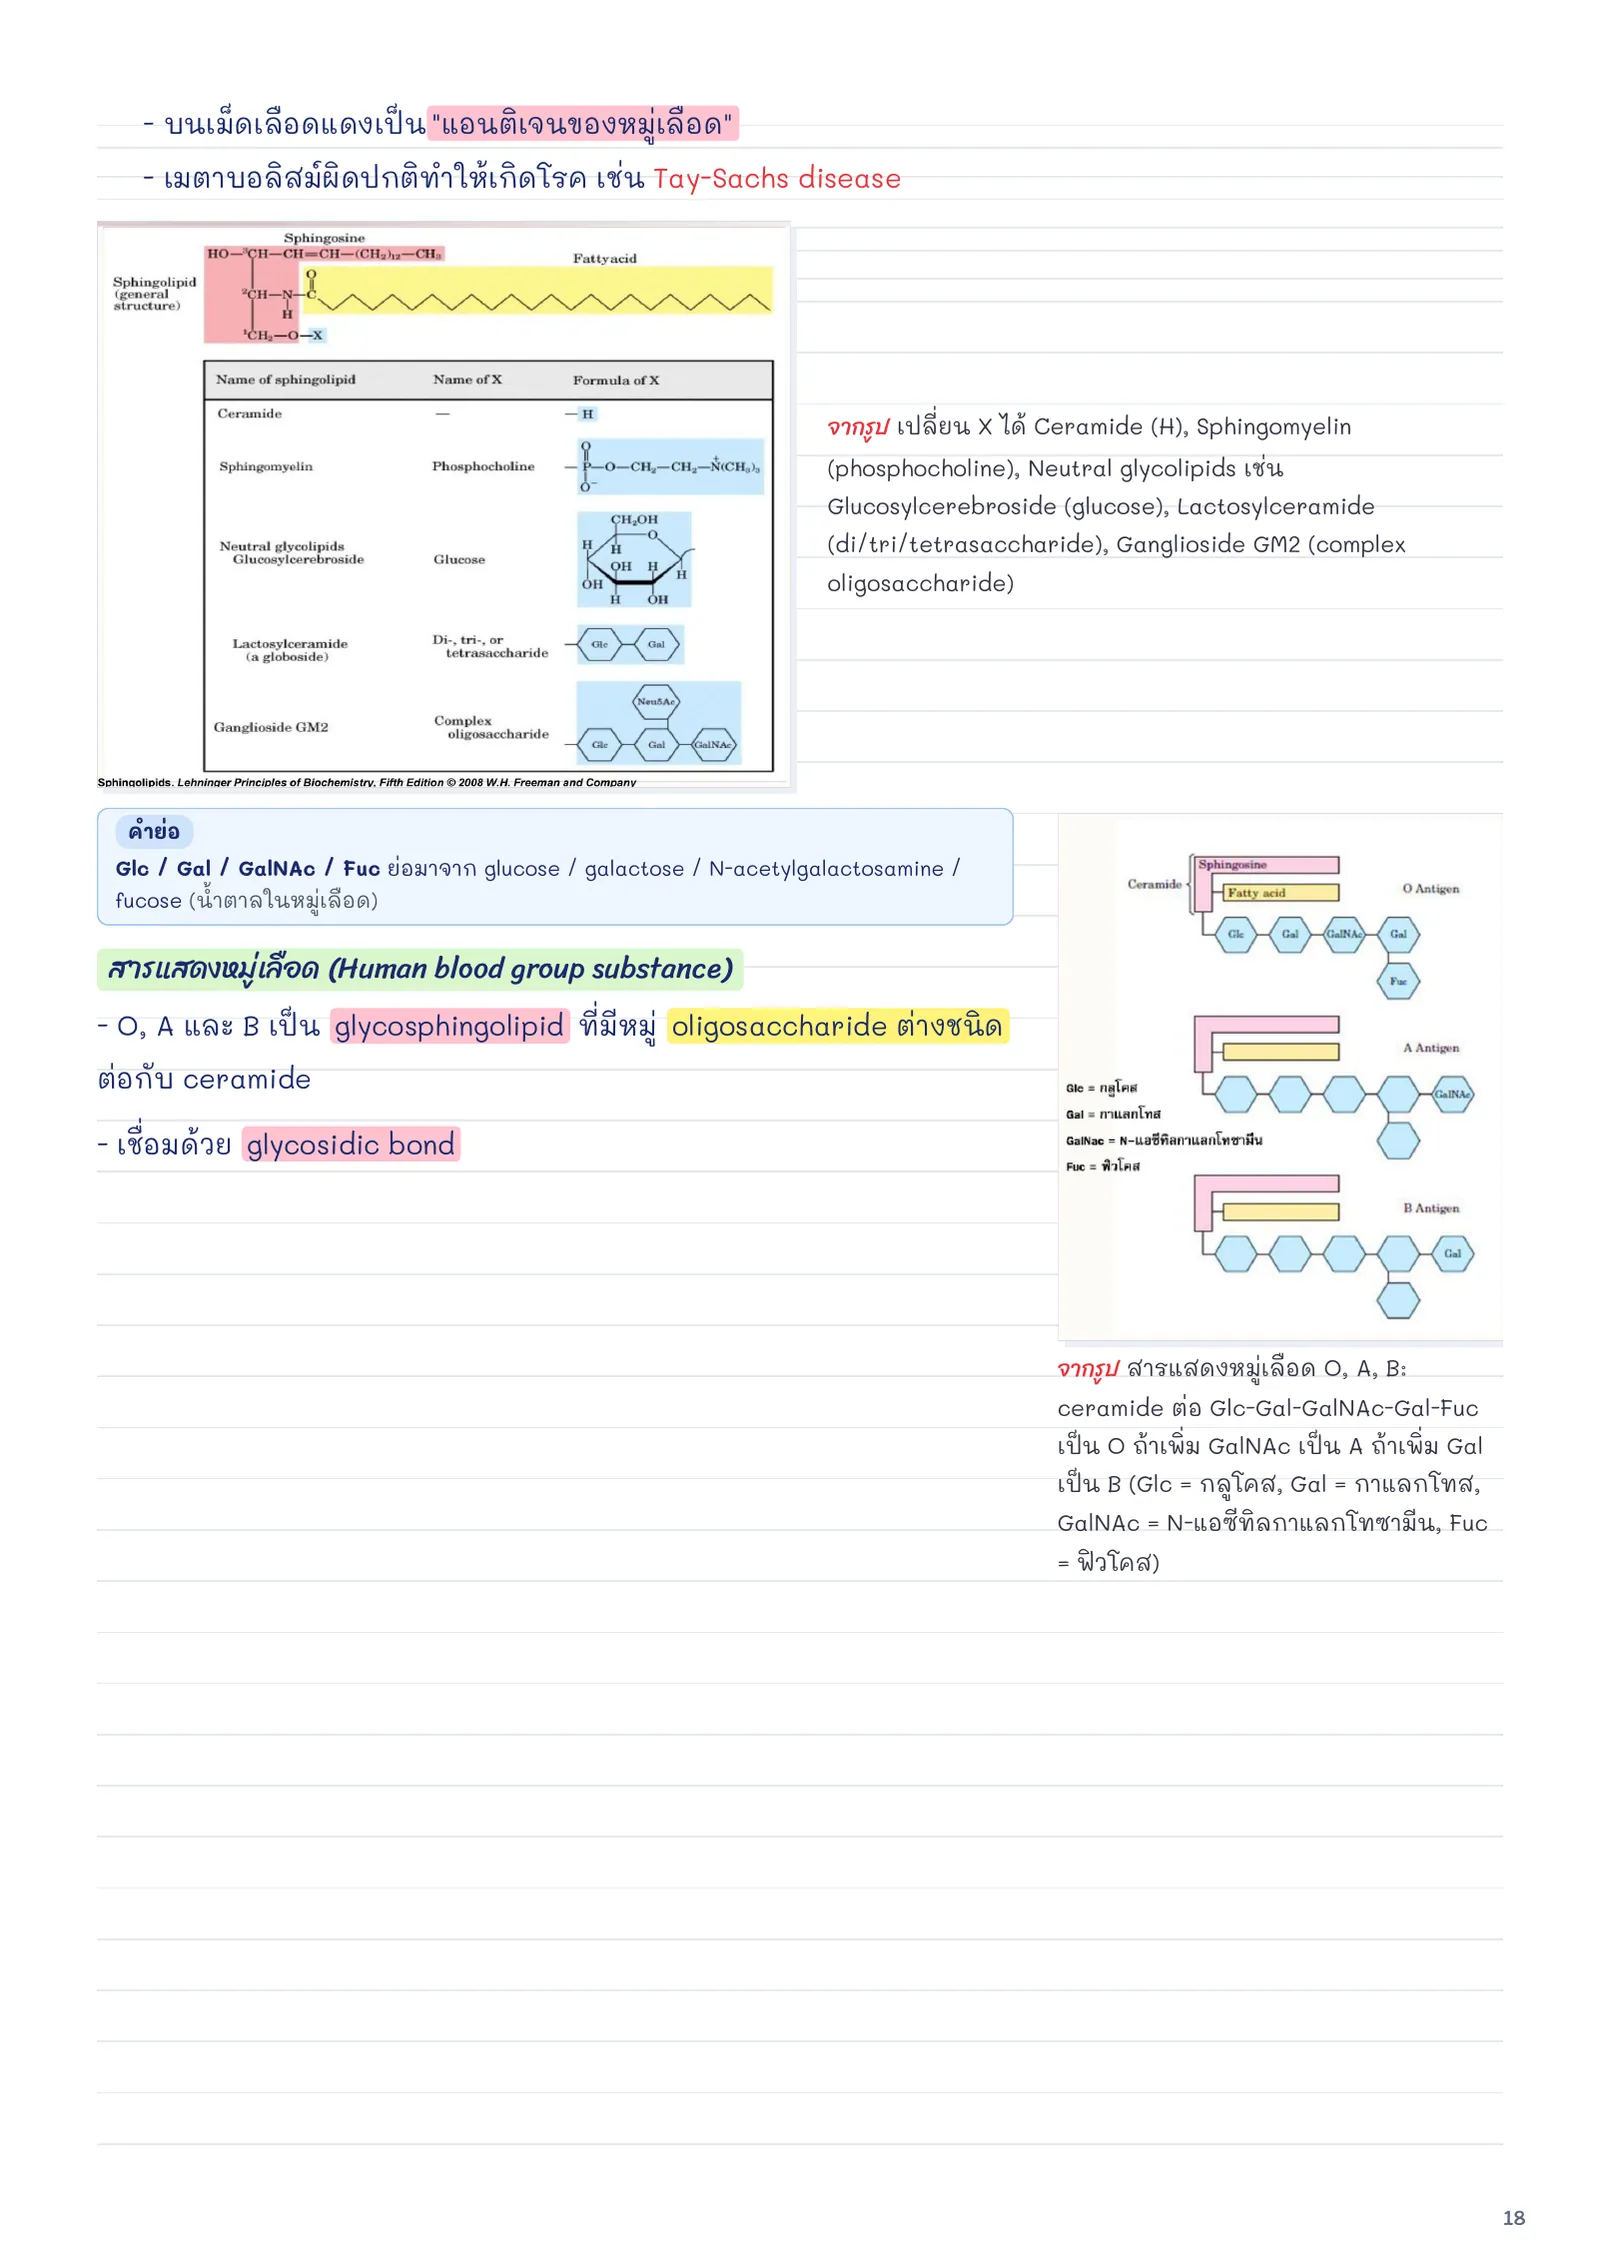 - บนเม็ดเลือดแดงเป็น "แอนติเจนของหมู่เลือด"
- เมตาบอลิสม์ผิดปกติทำให้เกิดโรค เช่น Tay-Sachs disease
Sphingosine
HO—³CH—CH=CH—(CH₂)₁₂—CH₃
Fatty acid
Sphingolipid
(general
structure)
O
²CH—N—C
H
¹CH₂—O—X
Name of sphingolipid Name of X Formula of X
Ceramide — —H
Sphingomyelin Phosphocholine
O
—P—O—CH₂—CH₂—N(CH₃)₃
+
O⁻
Neutral glycolipids
Glucosylcerebroside Glucose
CH₂OH
O
H H
OH H H
OH
H OH
Lactosylceramide
(a globoside)
Di-, tri-, or
tetrasaccharide
Glc Gal
Ganglioside GM2
Complex
oligosaccharide
Neu5Ac
Glc Gal GalNAc
Sphingolipids. Lehninger Principles of Biochemistry, Fifth Edition © 2008 W.H. Freeman and Company
จากรูป เปลี่ยน X ได้ Ceramide (H), Sphingomyelin
(phosphocholine), Neutral glycolipids เช่น
Glucosylcerebroside (glucose), Lactosylceramide
(di/tri/tetrasaccharide), Ganglioside GM2 (complex
oligosaccharide)
คำย่อ
Glc / Gal / GalNAc / Fuc ย่อมาจาก glucose / galactose / N-acetylgalactosamine /
fucose (น้ำตาลในหมู่เลือด)
สารแสดงหมู่เลือด (Human blood group substance)
- O, A และ B เป็น glycosphingolipid ที่มีหมู่ oligosaccharide ต่างชนิด
ต่อกับ ceramide
- เชื่อมด้วย glycosidic bond
Sphingosine
Ceramide
Fatty acid
O Antigen
Glc Gal GalNAc Gal
Fuc
A Antigen
GalNAc
Glc = กลูโคส
Gal = กาแลกโทส
GalNac = N-แอซีทิลกาแลกโทซามีน
Fuc = ฟิวโคส
B Antigen
Gal
จากรูป สารแสดงหมู่เลือด O, A, B:
ceramide ต่อ Glc-Gal-GalNAc-Gal-Fuc
เป็น O ถ้าเพิ่ม GalNAc เป็น A ถ้าเพิ่ม Gal
เป็น B (Glc = กลูโคส, Gal = กาแลกโทส,
GalNAc = N-แอซีทิลกาแลกโทซามีน, Fuc
= ฟิวโคส)
18